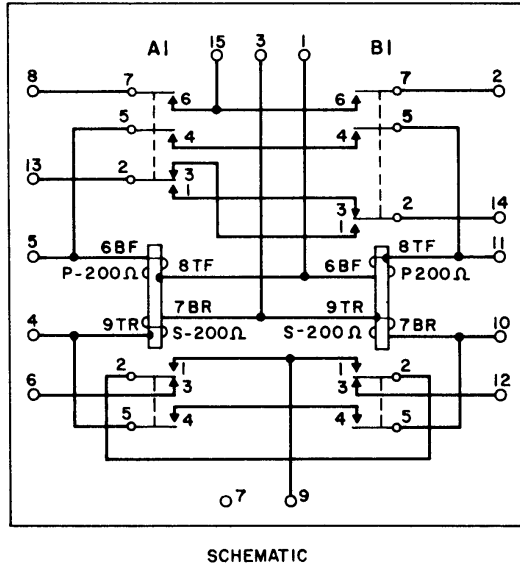 A1 15 3 1 B1
8 7 6 6 7 2
5 4 4 5
13 2 3 1 3 1 2 14
5 6BF 8TF 6BF 8TF 11
P-200Ω P200Ω
4 9TR 7BR 9TR 7BR 10
S-200Ω S-200Ω
2 1 1 2
6 3 3 12
5 4 4 5
7 9
SCHEMATIC